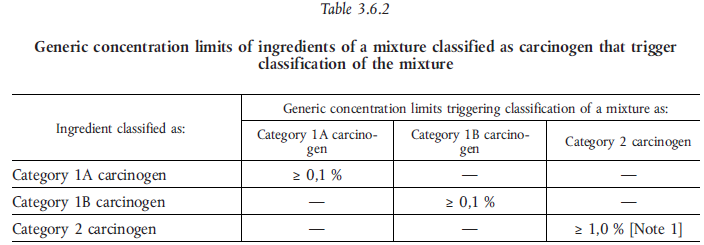 Table 3.6.2
Generic concentration limits of ingredients of a mixture classified as carcinogen that trigger
classification of the mixture
Ingredient classified as:
Generic concentration limits triggering classification of a mixture as:
Category 1A carcino-
gen
Category 1B carcino-
gen
Category 2 carcinogen
Category 1A carcinogen ≥ 0,1 % — —
Category 1B carcinogen — ≥ 0,1 % —
Category 2 carcinogen — — ≥ 1,0 % [Note 1]